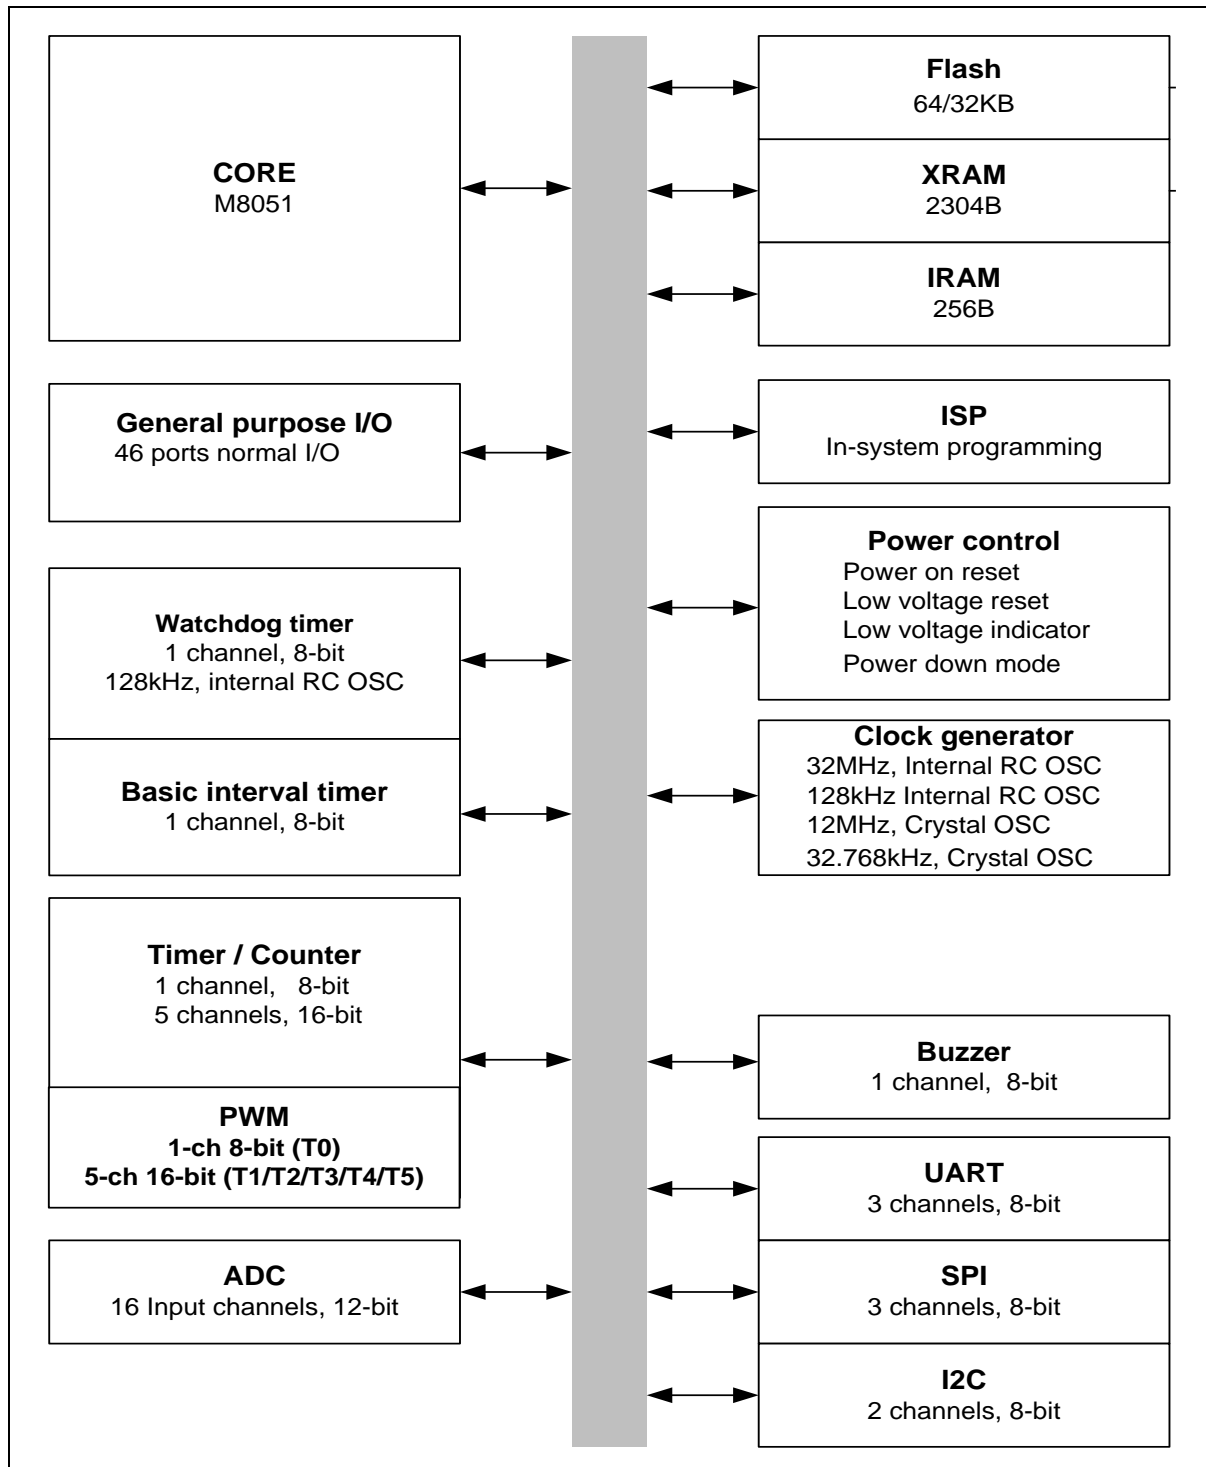 CORE
M8051
General purpose I/O
46 ports normal I/O
Watchdog timer
1 channel, 8-bit
128kHz, internal RC OSC
Basic interval timer
1 channel, 8-bit
Timer / Counter
1 channel, 8-bit
5 channels, 16-bit
PWM
1-ch 8-bit (T0)
5-ch 16-bit (T1/T2/T3/T4/T5)
ADC
16 Input channels, 12-bit
Flash
64/32KB
XRAM
2304B
IRAM
256B
ISP
In-system programming
Power control
Power on reset
Low voltage reset
Low voltage indicator
Power down mode
Clock generator
32MHz, Internal RC OSC
128kHz Internal RC OSC
12MHz, Crystal OSC
32.768kHz, Crystal OSC
Buzzer
1 channel, 8-bit
UART
3 channels, 8-bit
SPI
3 channels, 8-bit
I2C
2 channels, 8-bit